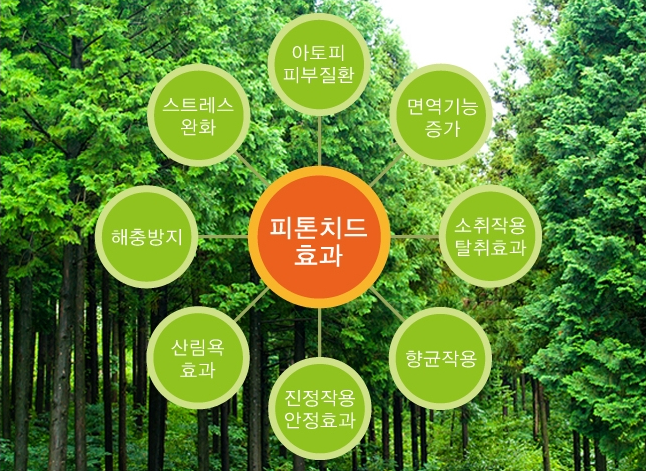 아토피
피부질환
스트레스
완화
면역기능
증가
해충방지
피톤치드
효과
소취작용
탈취효과
산림욕
효과
향균작용
진정작용
안정효과